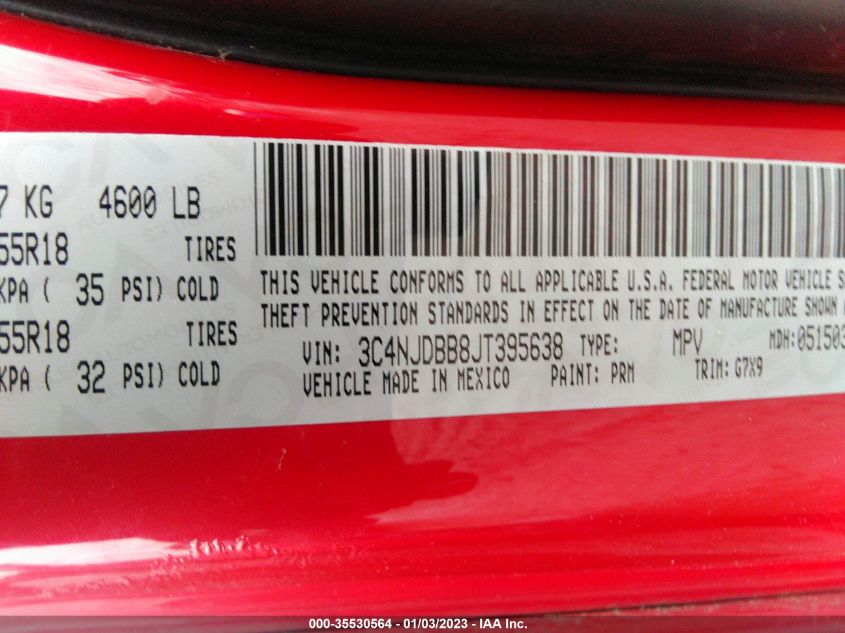 7 KG 4600 LB
55R18 TIRES
KPA ( 35 PSI) COLD
55R18 TIRES
KPA ( 32 PSI) COLD
THIS VEHICLE CONFORMS TO ALL APPLICABLE U.S.A. FEDERAL MOTOR VEHICLE S
THEFT PREVENTION STANDARDS IN EFFECT ON THE DATE OF MANUFACTURE SHOWN
VIN: 3C4NJDBB8JT395638 TYPE: MPV MDH:051503
VEHICLE MADE IN MEXICO PAINT: PRM TRIM: G7X9
000-35530564 - 01/03/2023 - IAA Inc.